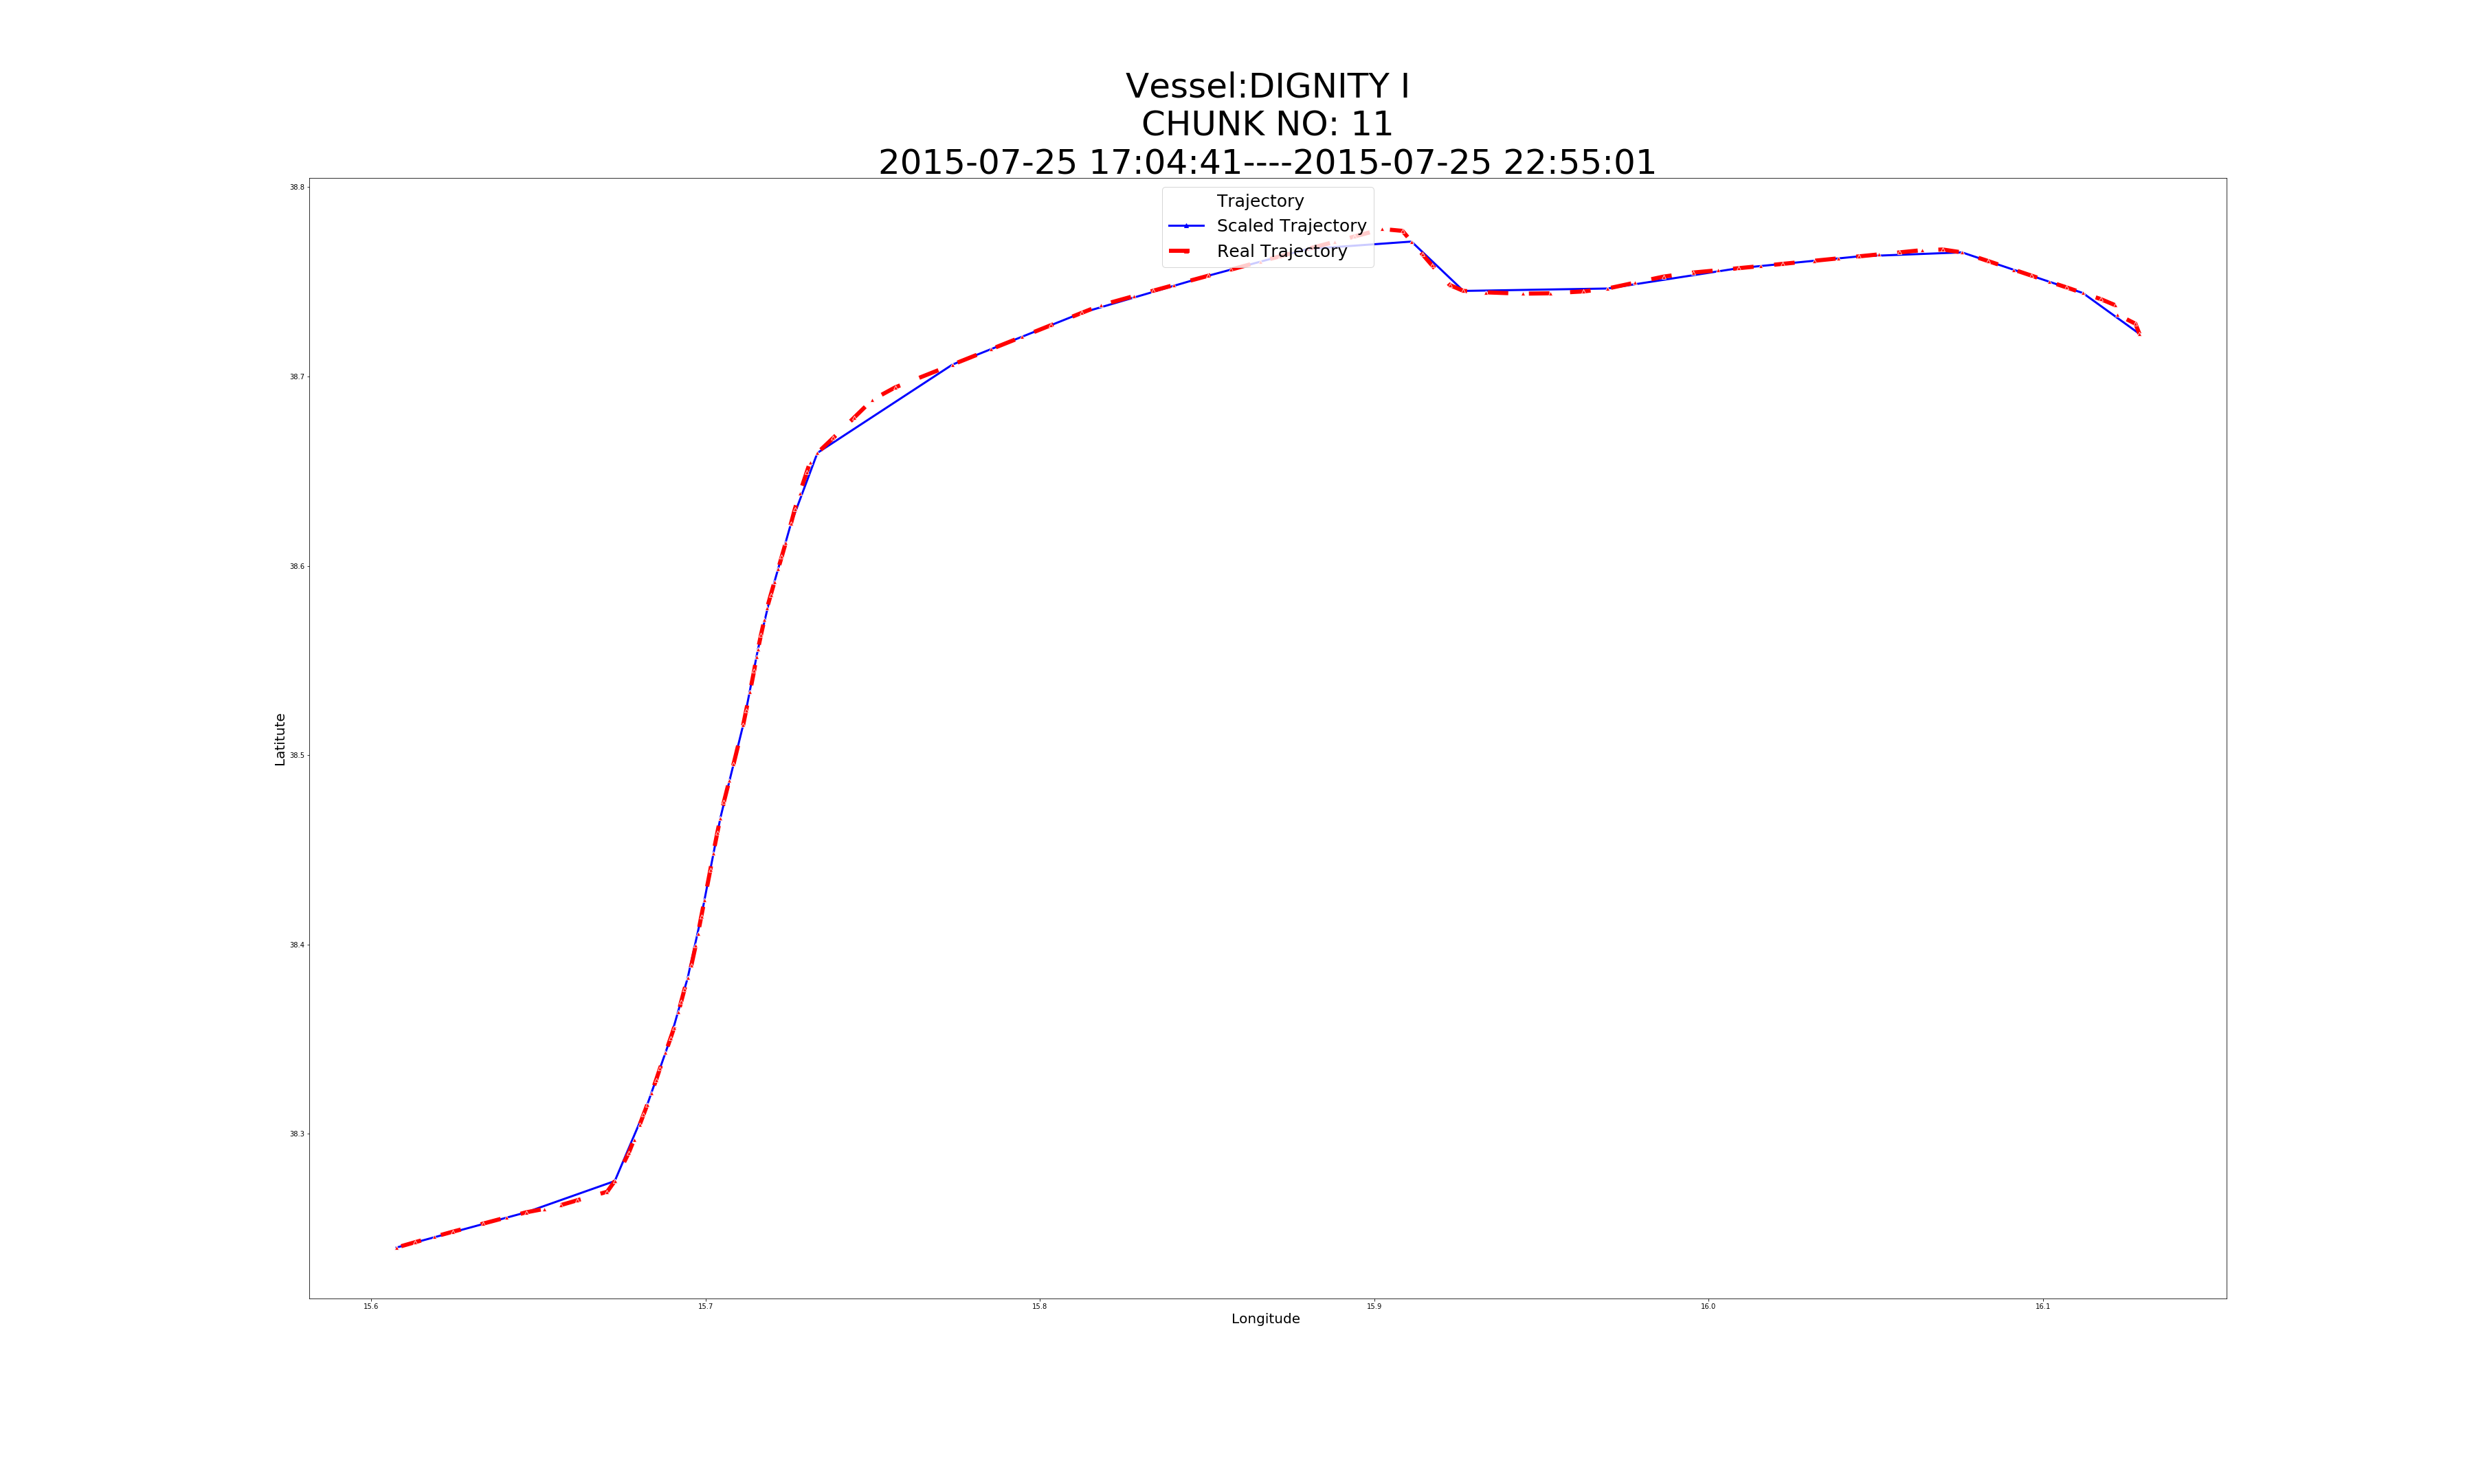 Vessel:DIGNITY I
CHUNK NO: 11
2015-07-25 17:04:41----2015-07-25 22:55:01
Trajectory
Scaled Trajectory
Real Trajectory
38.8
38.7
38.6
38.5
38.4
38.3
Latitute
15.6
15.7
15.8
15.9
16.0
16.1
Longitude